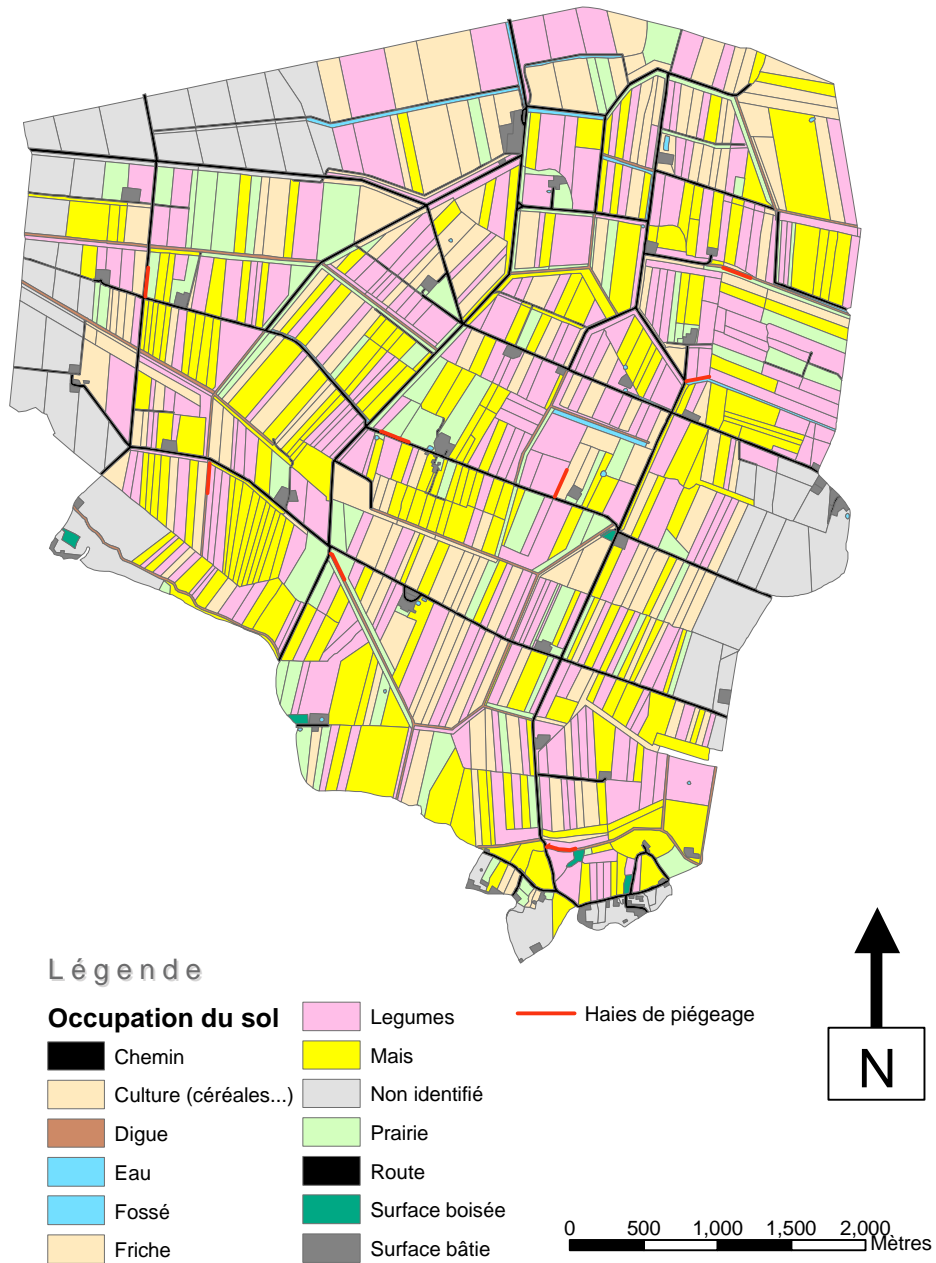 Légende
Occupation du sol
Chemin
Culture (céréales...)
Digue
Eau
Fossé
Friche
Legumes
Mais
Non identifié
Prairie
Route
Surface boisée
Surface bâtie
Haies de piégeage
N
0 500 1,000 1,500 2,000
Mètres